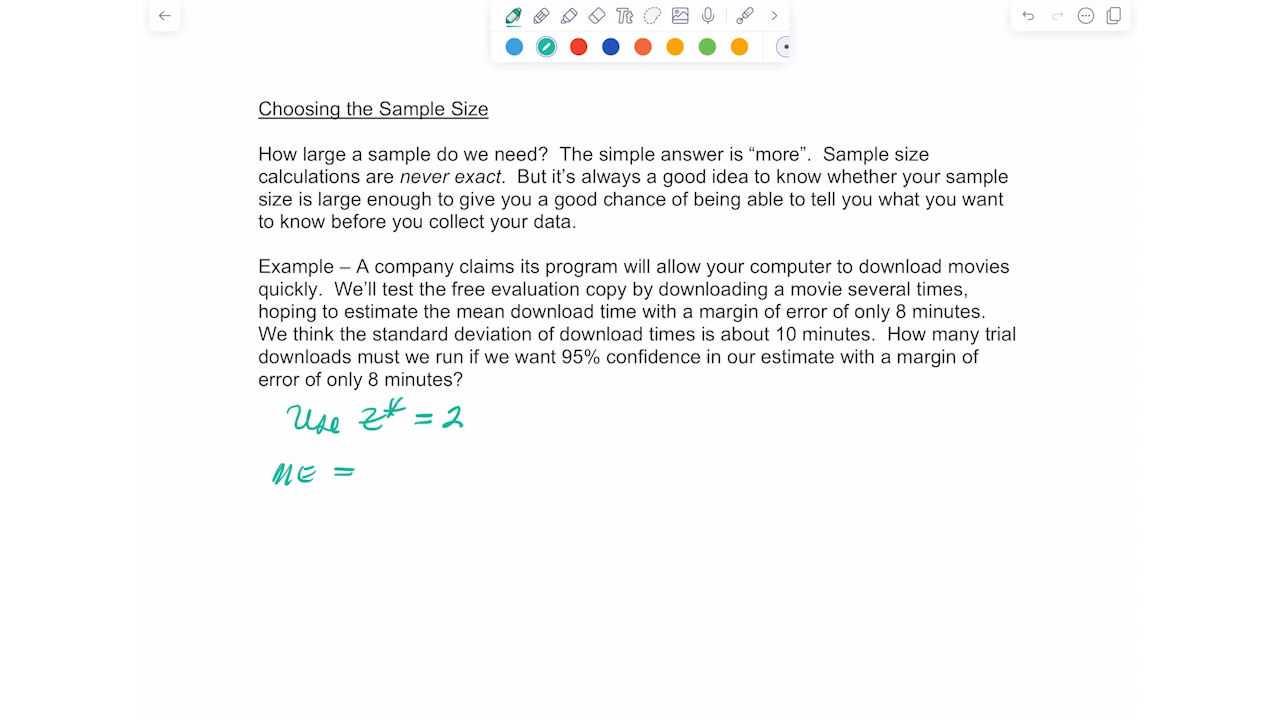 Tt
Choosing the Sample Size
How large a sample do we need? The simple answer is “more”. Sample size
calculations are never exact. But it’s always a good idea to know whether your sample
size is large enough to give you a good chance of being able to tell you what you want
to know before you collect your data.
Example – A company claims its program will allow your computer to download movies
quickly. We’ll test the free evaluation copy by downloading a movie several times,
hoping to estimate the mean download time with a margin of error of only 8 minutes.
We think the standard deviation of download times is about 10 minutes. How many trial
downloads must we run if we want 95% confidence in our estimate with a margin of
error of only 8 minutes?
Use z* = 2
ME =